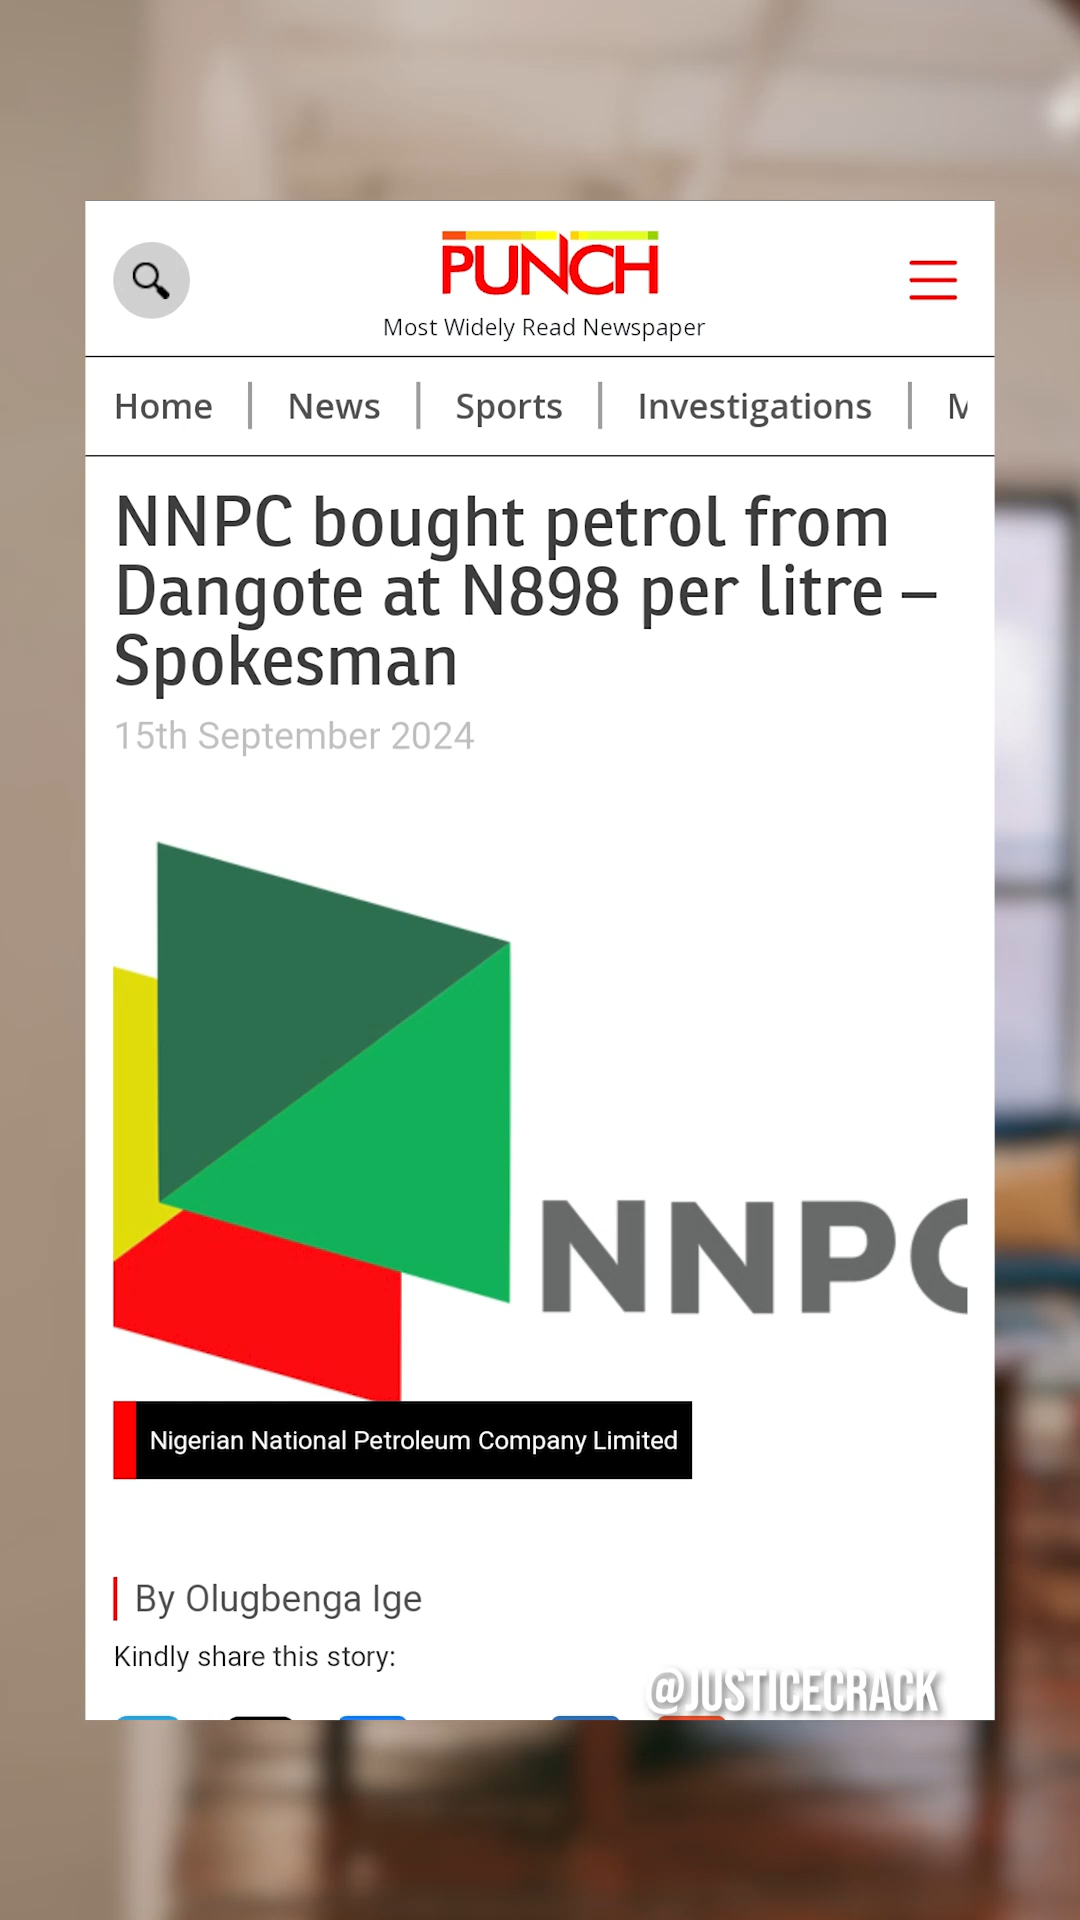 PUNCH
Most Widely Read Newspaper
Home
News
Sports
Investigations
M
NNPC bought petrol from
Dangote at N898 per litre –
Spokesman
15th September 2024
NNPC
Nigerian National Petroleum Company Limited
By Olugbenga Ige
Kindly share this story:
@JUSTICECRACK